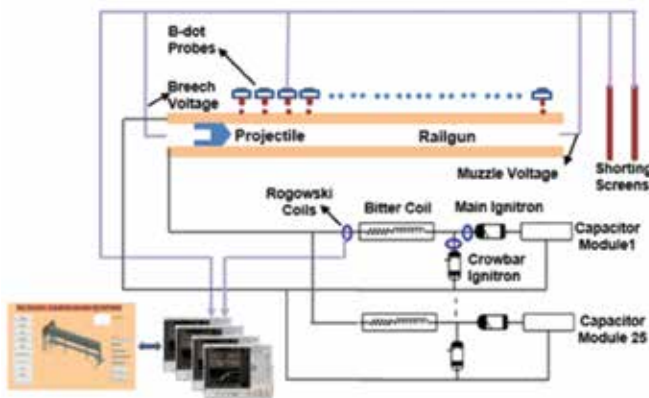 B-dot
Probes
Breech
Voltage
Projectile
Railgun
Muzzle Voltage
Shorting
Screens
Rogowski
Coils
Bitter Coil
Main Ignitron
Capacitor
Module1
Crowbar
Ignitron
Capacitor
Module 25